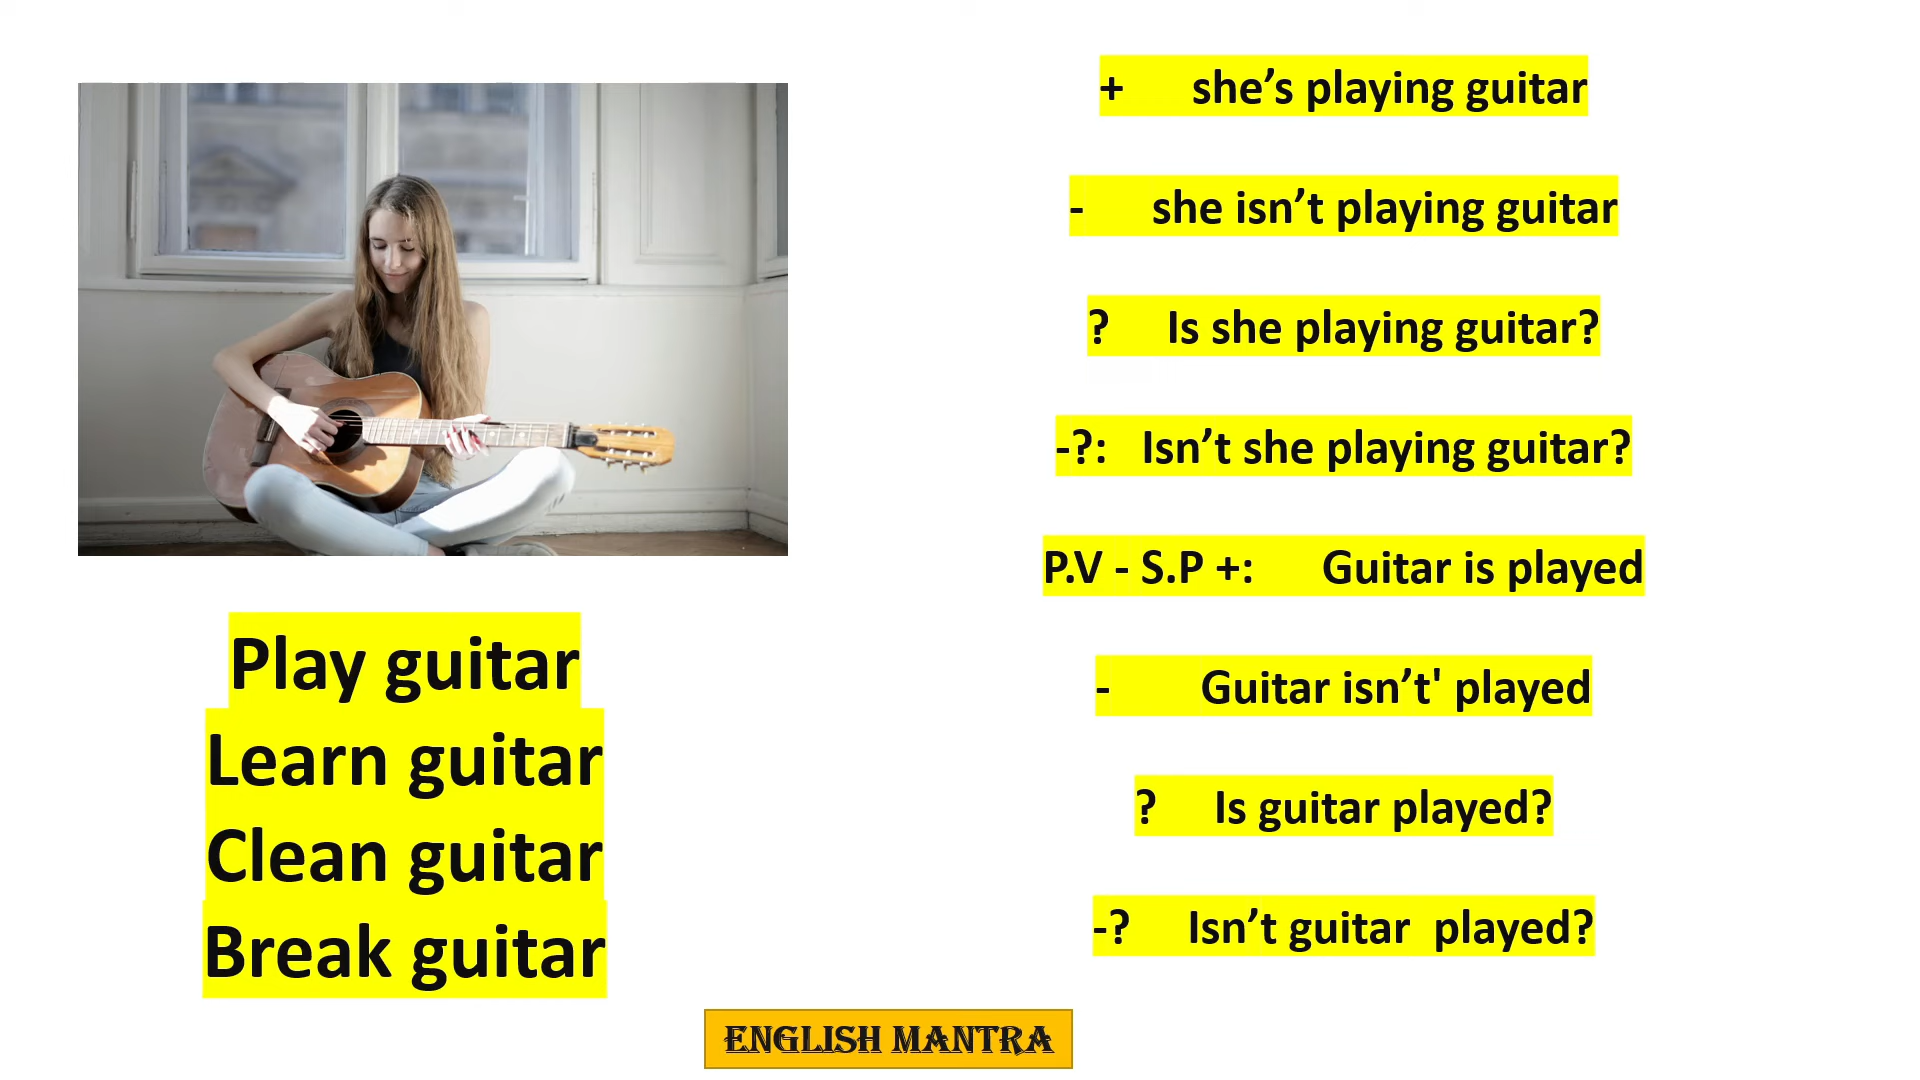 Play guitar
Learn guitar
Clean guitar
Break guitar
+ she’s playing guitar
- she isn’t playing guitar
? Is she playing guitar?
-?: Isn’t she playing guitar?
P.V - S.P +: Guitar is played
- Guitar isn’t' played
? Is guitar played?
-? Isn’t guitar played?
ENGLISH MANTRA